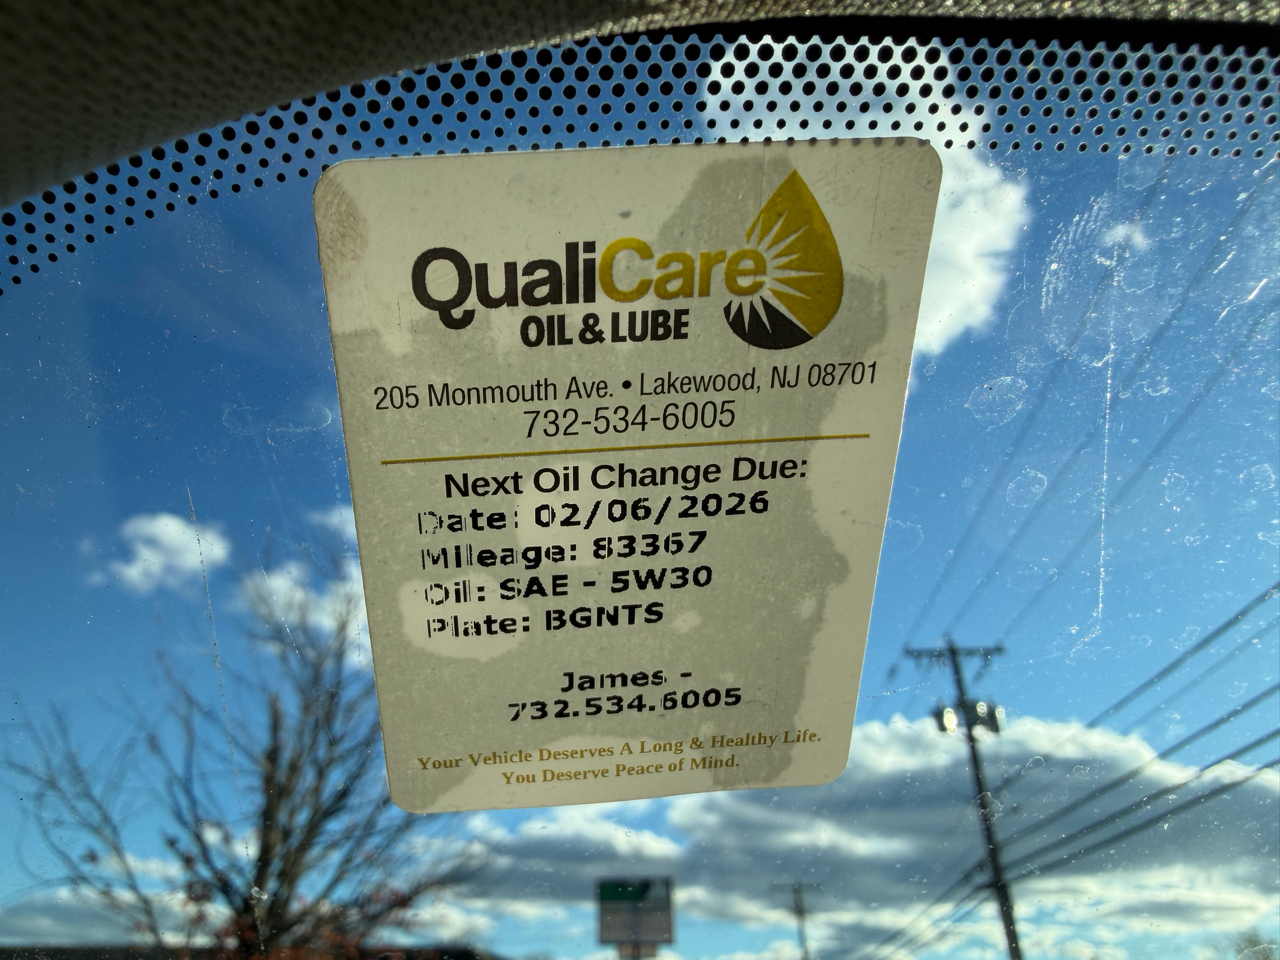 QualiCare
OIL & LUBE
205 Monmouth Ave. • Lakewood, NJ 08701
732-534-6005
Next Oil Change Due:
Date: 02/06/2026
Mileage: 83367
Oil: SAE - 5W30
Plate: BGNTS
James -
732.534.6005
Your Vehicle Deserves A Long & Healthy Life.
You Deserve Peace of Mind.